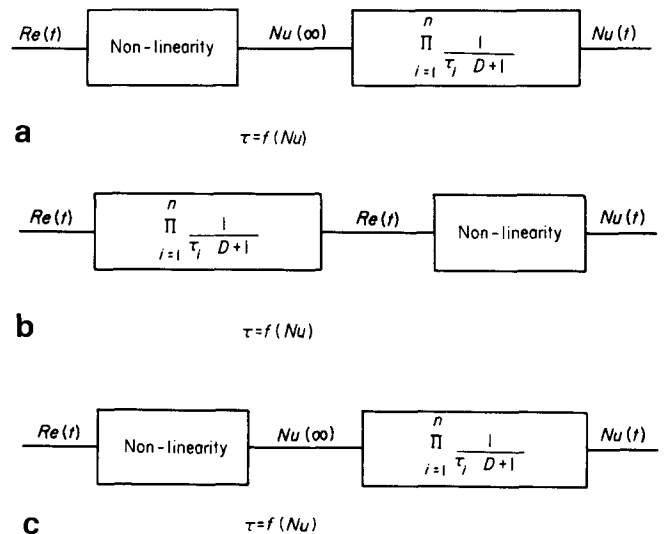 Re(t) Non-linearity Nu(∞) n Π i=1 1 / τi D+1 Nu(t)
a τ=f(Nu)
Re(t) n Π i=1 1 / τi D+1 Re(t) Non-linearity Nu(t)
b τ=f(Nu)
Re(t) Non-linearity Nu(∞) n Π i=1 1 / τi D+1 Nu(t)
c τ=f(Nu)